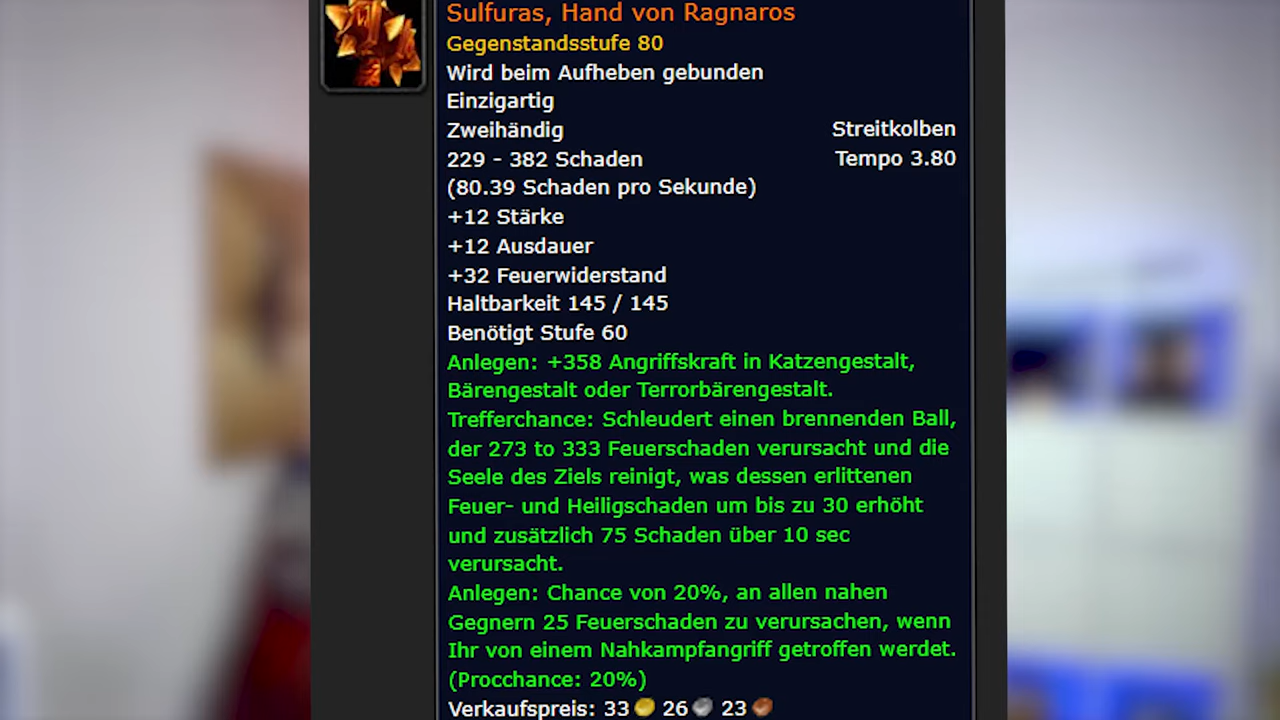 Sulfuras, Hand von Ragnaros
Gegenstandsstufe 80
Wird beim Aufheben gebunden
Einzigartig
Zweihändig Streitkolben
229 - 382 Schaden Tempo 3.80
(80.39 Schaden pro Sekunde)
+12 Stärke
+12 Ausdauer
+32 Feuerwiderstand
Haltbarkeit 145 / 145
Benötigt Stufe 60
Anlegen: +358 Angriffskraft in Katzengestalt,
Bärengestalt oder Terrorbärengestalt.
Trefferchance: Schleudert einen brennenden Ball,
der 273 to 333 Feuerschaden verursacht und die
Seele des Ziels reinigt, was dessen erlittenen
Feuer- und Heiligschaden um bis zu 30 erhöht
und zusätzlich 75 Schaden über 10 sec
verursacht.
Anlegen: Chance von 20%, an allen nahen
Gegnern 25 Feuerschaden zu verursachen, wenn
Ihr von einem Nahkampfangriff getroffen werdet.
(Procchance: 20%)
Verkaufspreis: 33 26 23